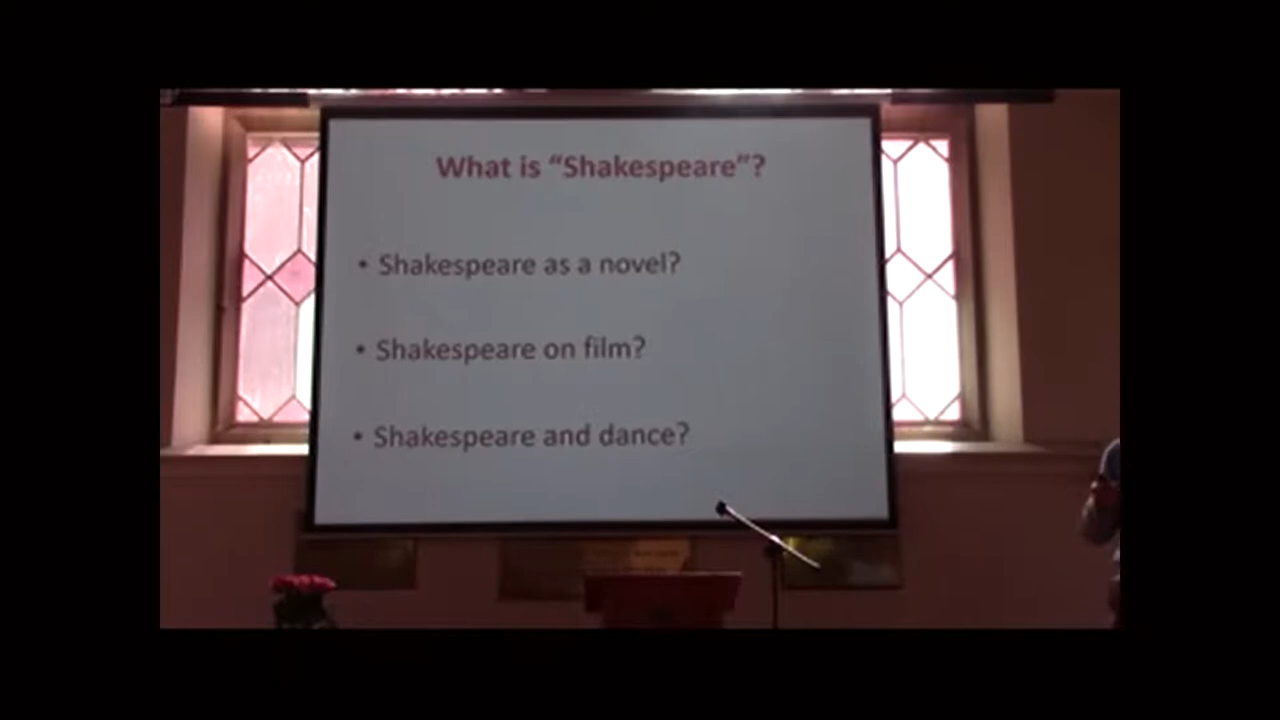 What is “Shakespeare”?
• Shakespeare as a novel?
• Shakespeare on film?
• Shakespeare and dance?